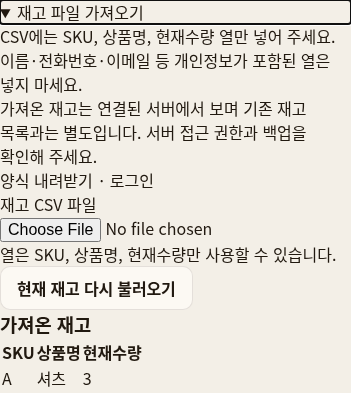 ▼ 재고 파일 가져오기
CSV에는 SKU, 상품명, 현재수량 열만 넣어 주세요.
이름·전화번호·이메일 등 개인정보가 포함된 열은
넣지 마세요.
가져온 재고는 연결된 서버에서 보며 기존 재고
목록과는 별도입니다. 서버 접근 권한과 백업을
확인해 주세요.
양식 내려받기 · 로그인
재고 CSV 파일
Choose File No file chosen
열은 SKU, 상품명, 현재수량만 사용할 수 있습니다.
현재 재고 다시 불러오기
가져온 재고
SKU 상품명 현재수량
A 셔츠 3